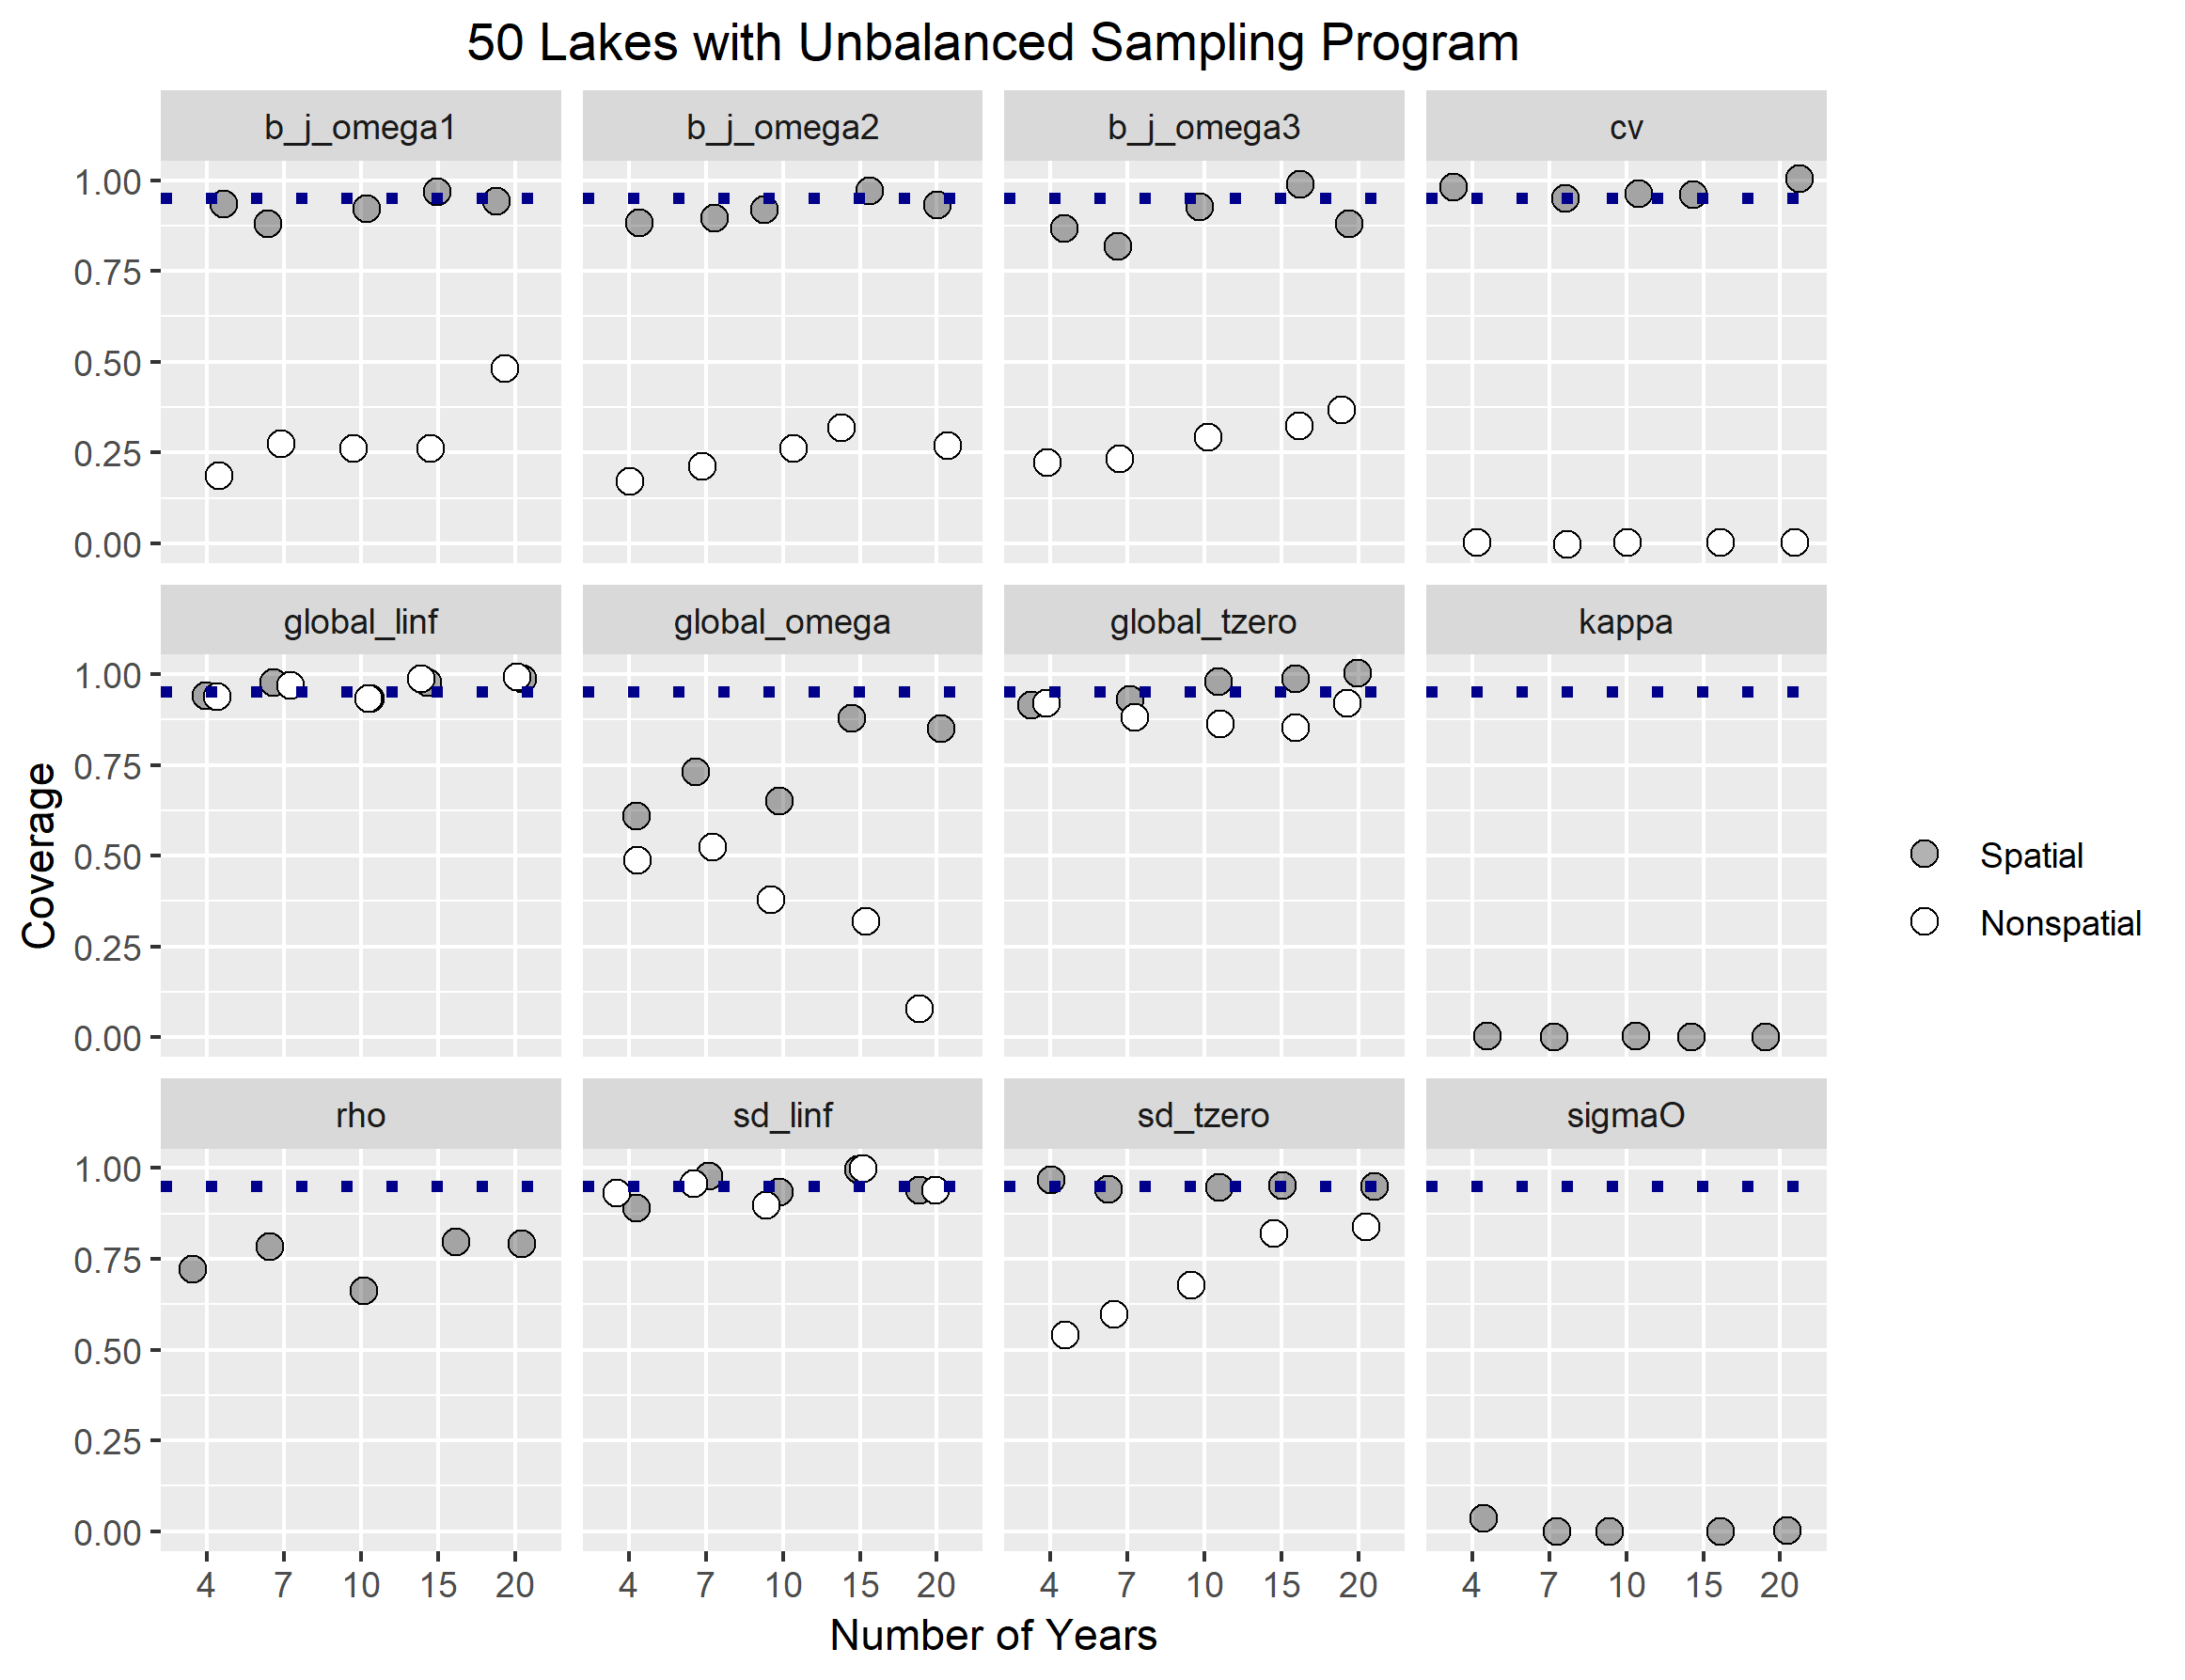 50 Lakes with Unbalanced Sampling Program
b_j_omega1 b_j_omega2 b_j_omega3 cv
1.00
0.75
0.50
0.25
0.00
global_linf global_omega global_tzero kappa
1.00
0.75
0.50
0.25
0.00
Coverage
Spatial
Nonspatial
rho sd_linf sd_tzero sigmaO
1.00
0.75
0.50
0.25
0.00
4 7 10 15 20 4 7 10 15 20 4 7 10 15 20 4 7 10 15 20
Number of Years